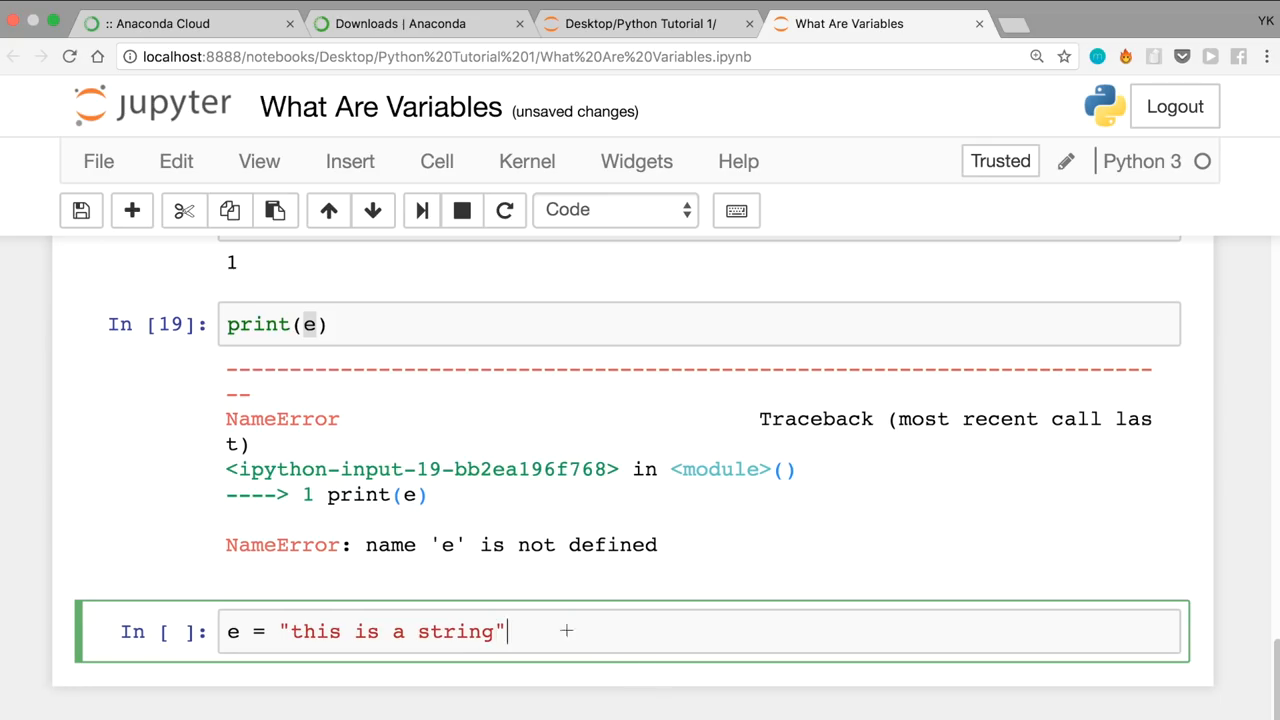 :: Anaconda Cloud
Downloads | Anaconda
Desktop/Python Tutorial 1/
What Are Variables
YK
localhost:8888/notebooks/Desktop/Python%20Tutorial%201/What%20Are%20Variables.ipynb
jupyter What Are Variables (unsaved changes)
Logout
File Edit View Insert Cell Kernel Widgets Help Trusted Python 3
Code
1
In [19]: print(e)
---------------------------------------------------------------------------
NameError Traceback (most recent call las
t)
<ipython-input-19-bb2ea196f768> in <module>()
----> 1 print(e)
NameError: name 'e' is not defined
In [ ]: e = "this is a string"